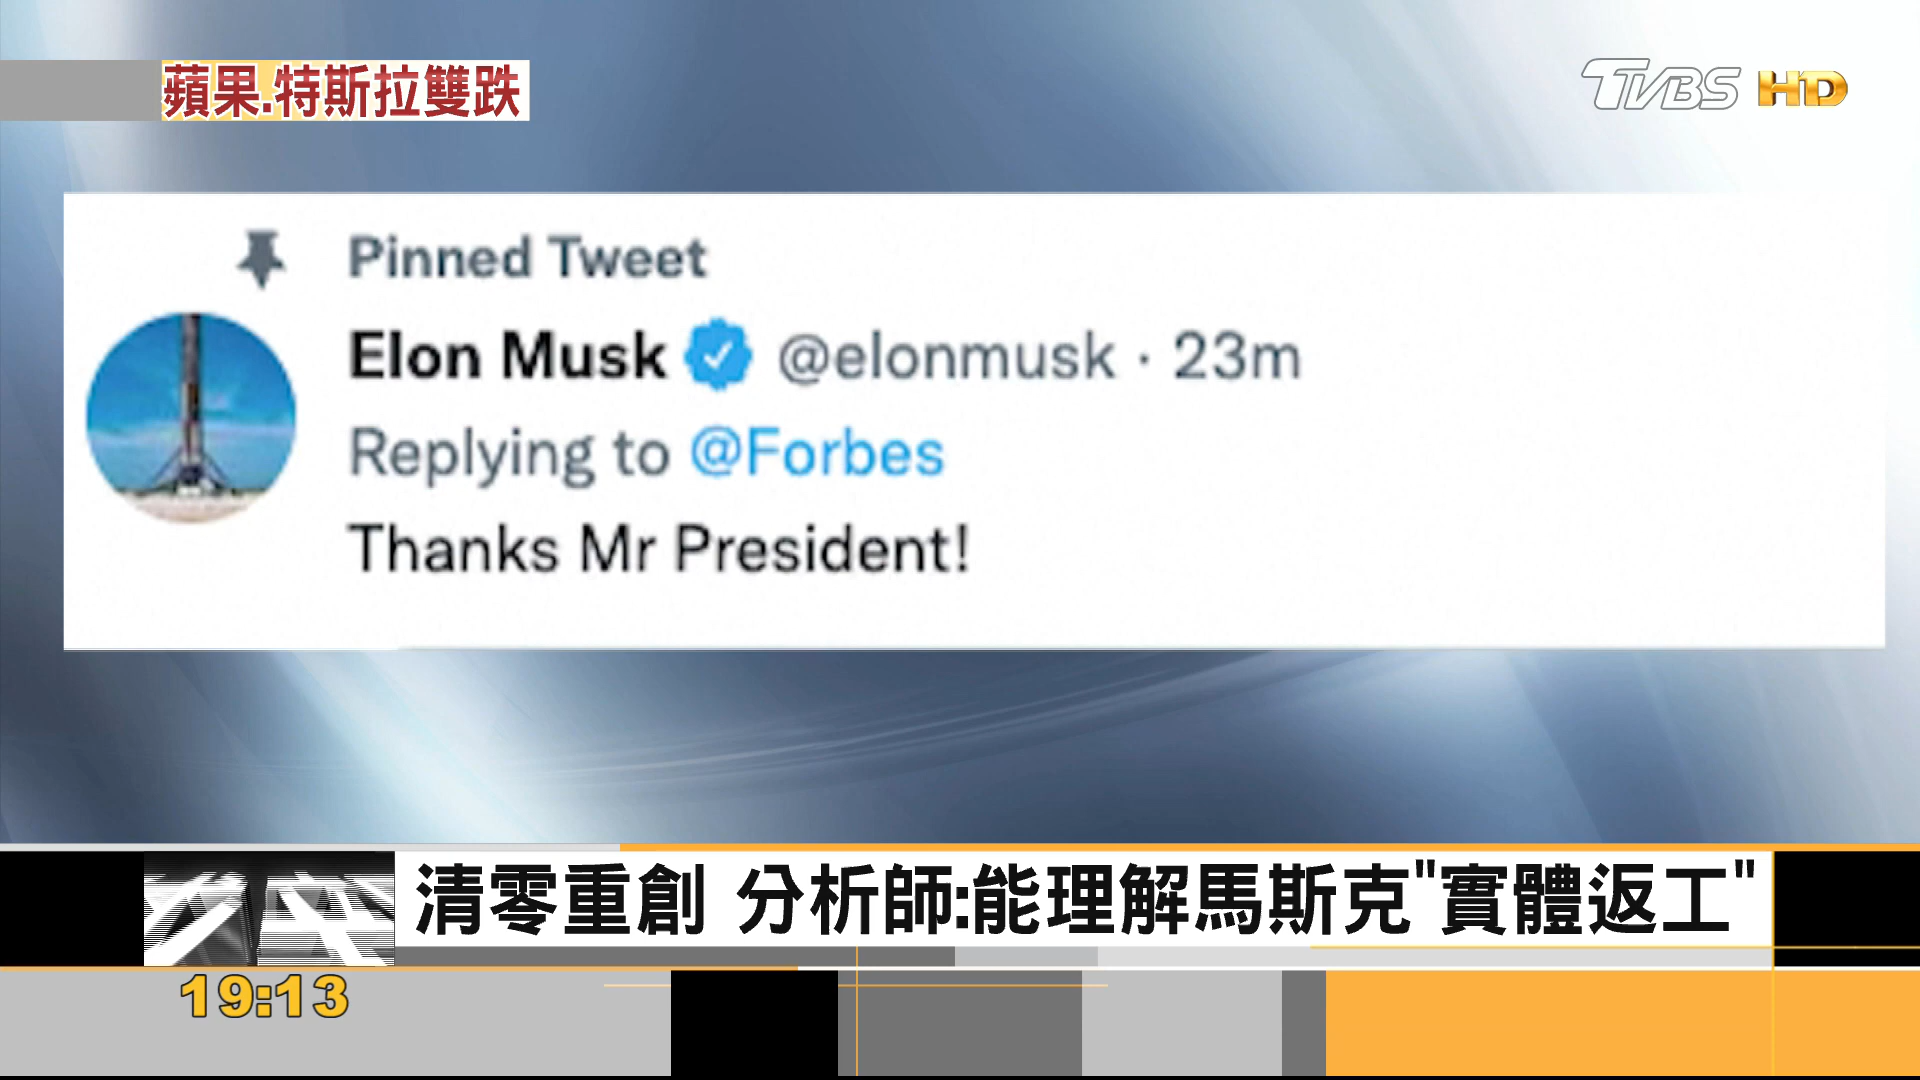 蘋果.特斯拉雙跌
TVBS HD
Pinned Tweet
Elon Musk @elonmusk · 23m
Replying to @Forbes
Thanks Mr President!
清零重創 分析師:能理解馬斯克"實體返工"
19:13